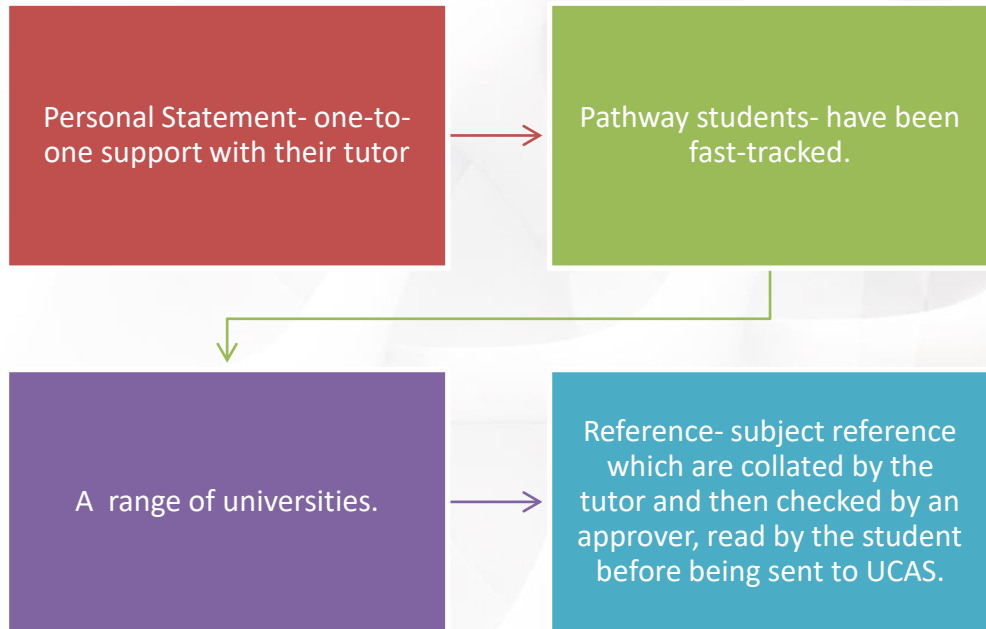 Personal Statement- one-to-
one support with their tutor
Pathway students- have been
fast-tracked.
A  range of universities.
Reference- subject reference
which are collated by the
tutor and then checked by an
approver, read by the student
before being sent to UCAS.